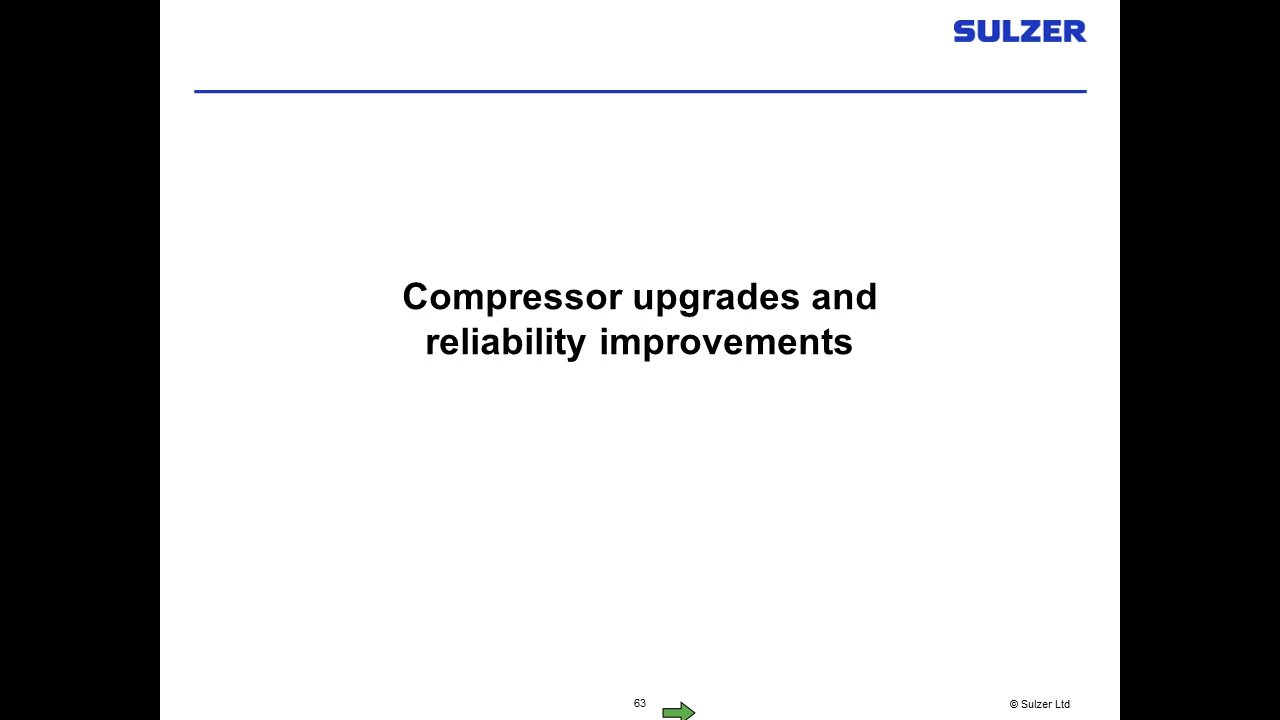 SULZER
Compressor upgrades and
reliability improvements
63
© Sulzer Ltd